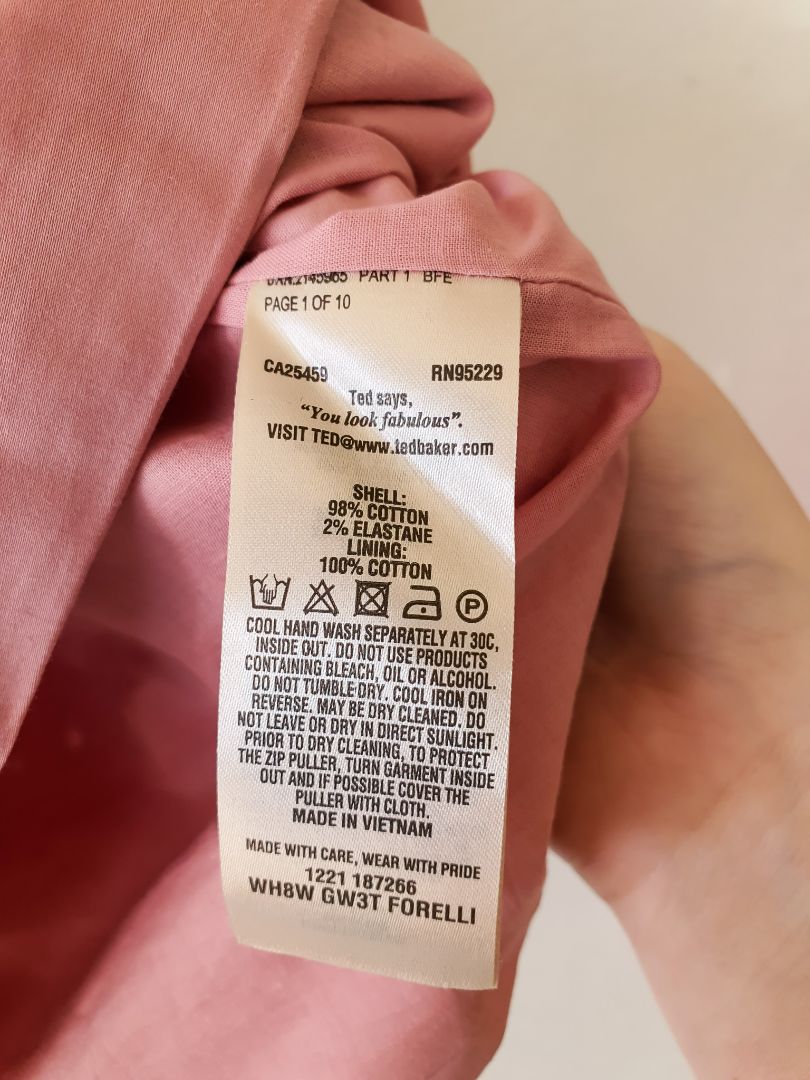 PART 1 BFE
PAGE 1 OF 10
CA25459 RN95229
Ted says,
“You look fabulous”.
VISIT TED@www.tedbaker.com
SHELL:
98% COTTON
2% ELASTANE
LINING:
100% COTTON
P
COOL HAND WASH SEPARATELY AT 30C,
INSIDE OUT. DO NOT USE PRODUCTS
CONTAINING BLEACH, OIL OR ALCOHOL.
DO NOT TUMBLE DRY. COOL IRON ON
REVERSE. MAY BE DRY CLEANED. DO
NOT LEAVE OR DRY IN DIRECT SUNLIGHT.
PRIOR TO DRY CLEANING, TO PROTECT
THE ZIP PULLER, TURN GARMENT INSIDE
OUT AND IF POSSIBLE COVER THE
PULLER WITH CLOTH.
MADE IN VIETNAM
MADE WITH CARE, WEAR WITH PRIDE
1221 187266
WH8W GW3T FORELLI